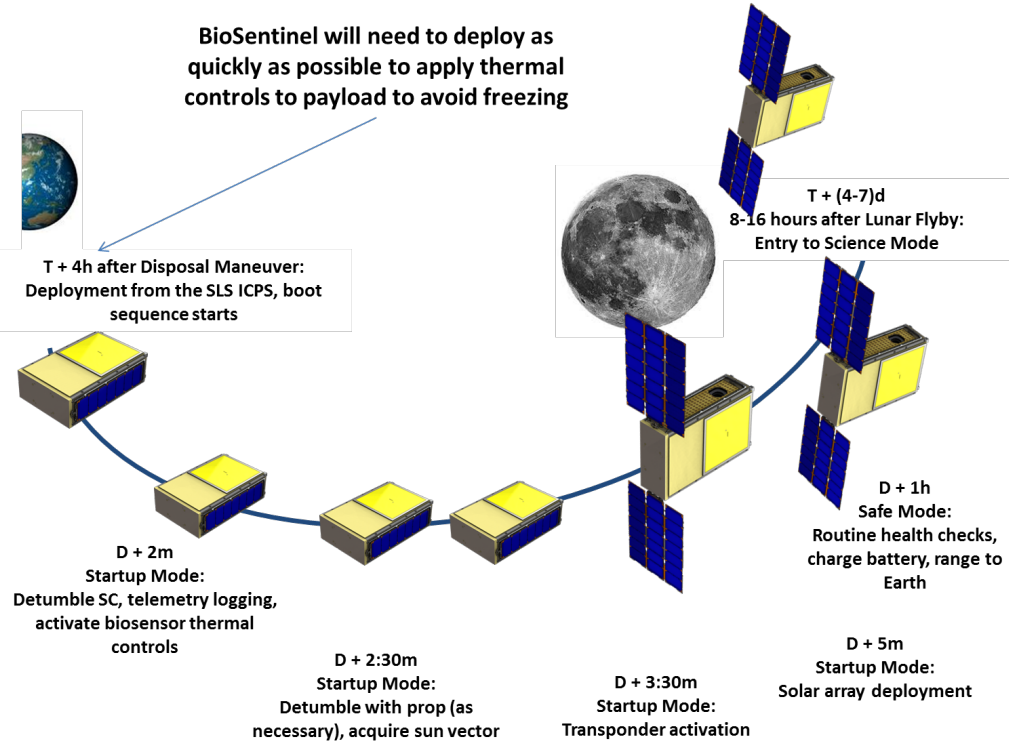 BioSentinel will need to deploy as
quickly as possible to apply thermal
controls to payload to avoid freezing
T + 4h after Disposal Maneuver:
Deployment from the SLS ICPS, boot
sequence starts
T + (4-7)d
8-16 hours after Lunar Flyby:
Entry to Science Mode
D + 2m
Startup Mode:
Detumble SC, telemetry logging,
activate biosensor thermal
controls
D + 2:30m
Startup Mode:
Detumble with prop (as
necessary), acquire sun vector
D + 3:30m
Startup Mode:
Transponder activation
D + 5m
Startup Mode:
Solar array deployment
D + 1h
Safe Mode:
Routine health checks,
charge battery, range to
Earth